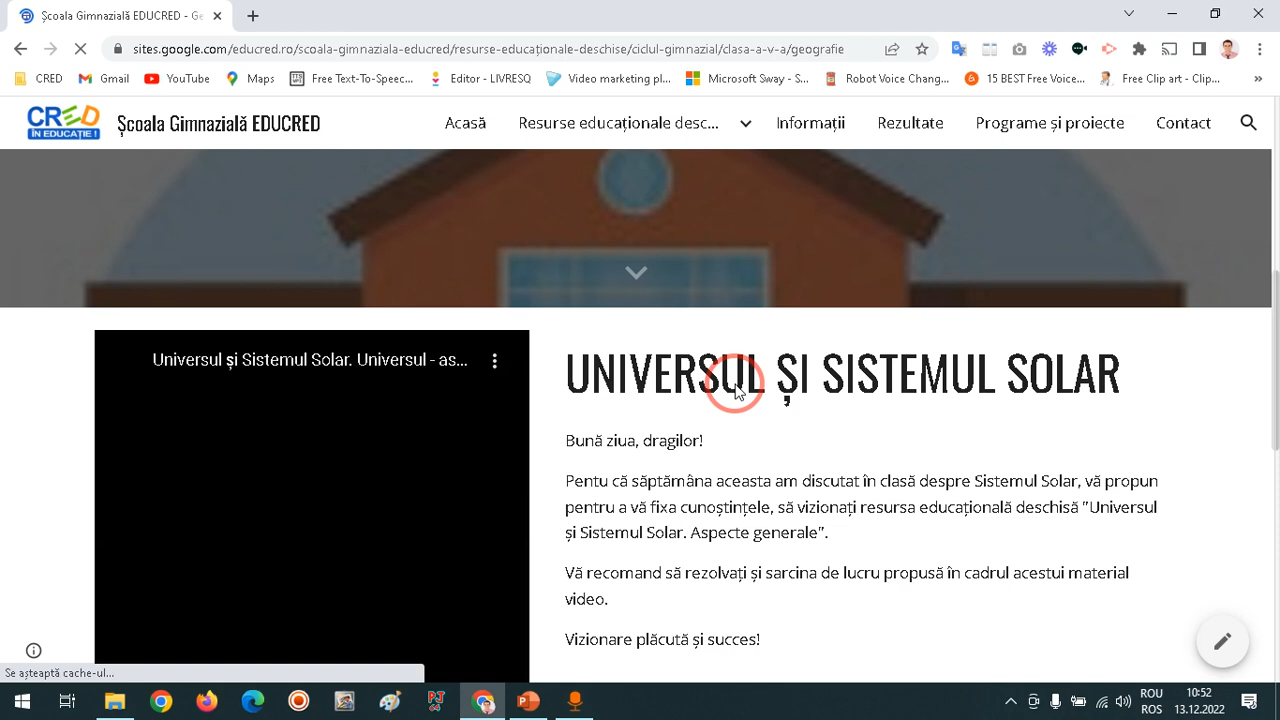 Școala Gimnazială EDUCRED - Ge
sites.google.com/educred.ro/scoala-gimnaziala-educred/resurse-educaționale-deschise/ciclul-gimnazial/clasa-a-v-a/geografie
CRED
Gmail
YouTube
Maps
Free Text-To-Speec...
Editor - LIVRESQ
Video marketing pl...
Microsoft Sway - S...
Robot Voice Chang...
15 BEST Free Voice...
Free Clip art - Clip...
CRED
ÎN EDUCAȚIE !
Școala Gimnazială EDUCRED
Acasă
Resurse educaționale desc...
Informații
Rezultate
Programe și proiecte
Contact
Universul și Sistemul Solar. Universul - as...
UNIVERSUL ȘI SISTEMUL SOLAR
Bună ziua, dragilor!
Pentu că săptămâna aceasta am discutat în clasă despre Sistemul Solar, vă propun
pentru a vă fixa cunoștințele, să vizionați resursa educațională deschisă "Universul
și Sistemul Solar. Aspecte generale".
Vă recomand să rezolvați și sarcina de lucru propusă în cadrul acestui material
video.
Vizionare plăcută și succes!
Se așteaptă cache-ul...
ROU
ROS
10:52
13.12.2022